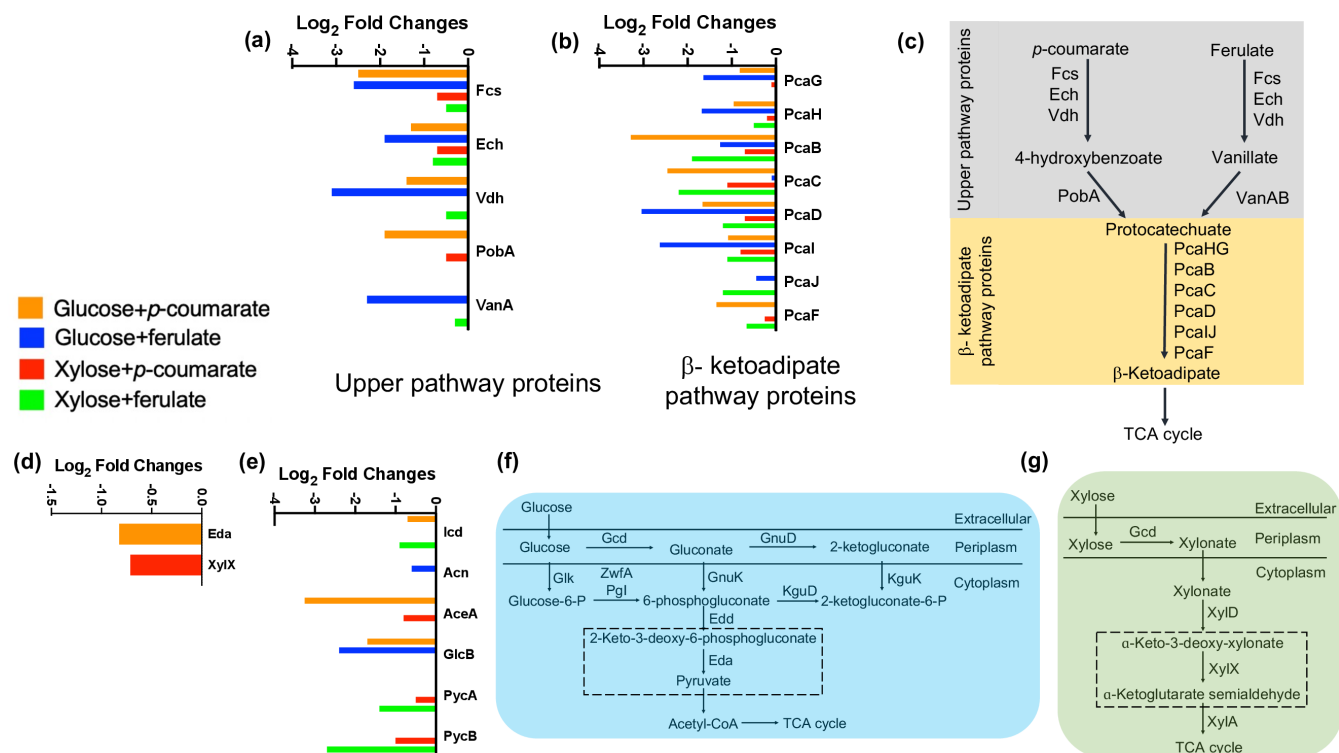 (a)
Log2 Fold Changes
-4 -3 -2 -1 0
Fcs
Ech
Vdh
PobA
VanA
Upper pathway proteins
(b)
Log2 Fold Changes
-4 -3 -2 -1 0
PcaG
PcaH
PcaB
PcaC
PcaD
PcaI
PcaJ
PcaF
β- ketoadipate
pathway proteins
Glucose+p-coumarate
Glucose+ferulate
Xylose+p-coumarate
Xylose+ferulate
(c)
Upper pathway proteins
p-coumarate
Fcs
Ech
Vdh
4-hydroxybenzoate
PobA
Ferulate
Fcs
Ech
Vdh
Vanillate
VanAB
β- ketoadipate
pathway proteins
Protocatechuate
PcaHG
PcaB
PcaC
PcaD
PcaIJ
PcaF
β-Ketoadipate
TCA cycle
(d)
Log2 Fold Changes
-1.5 -1.0 -0.5 0.0
Eda
XylX
(e)
Log2 Fold Changes
-4 -3 -2 -1 0
Icd
Acn
AceA
GlcB
PycA
PycB
(f)
Glucose
Extracellular
Glucose Gcd Gluconate GnuD 2-ketogluconate Periplasm
Glk ZwfA GnuK KguK Cytoplasm
Glucose-6-P Pgl 6-phosphogluconate KguD 2-ketogluconate-6-P
Edd
2-Keto-3-deoxy-6-phosphogluconate
Eda
Pyruvate
Acetyl-CoA TCA cycle
(g)
Xylose
Extracellular
Xylose Gcd Xylonate Periplasm
Cytoplasm
Xylonate
XylD
α-Keto-3-deoxy-xylonate
XylX
α-Ketoglutarate semialdehyde
XylA
TCA cycle